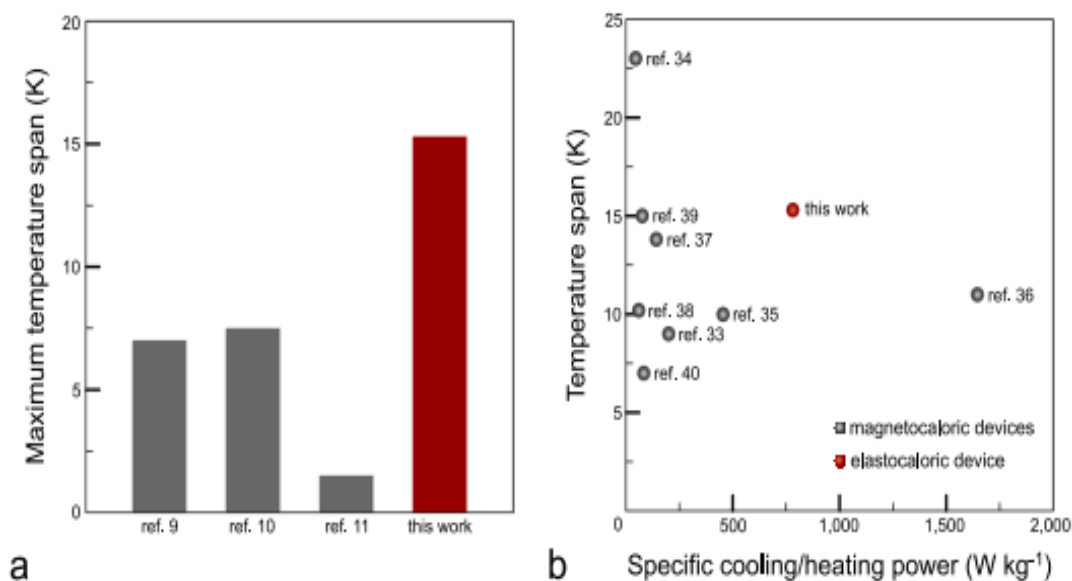 Maximum temperature span (K)
20
15
10
5
0
ref. 9
ref. 10
ref. 11
this work
a
Temperature span (K)
25
20
15
10
5
ref. 34
ref. 39
this work
ref. 37
ref. 36
ref. 38
ref. 35
ref. 33
ref. 40
magnetocaloric devices
elastocaloric device
0
500
1,000
1,500
2,000
b
Specific cooling/heating power (W kg⁻¹)